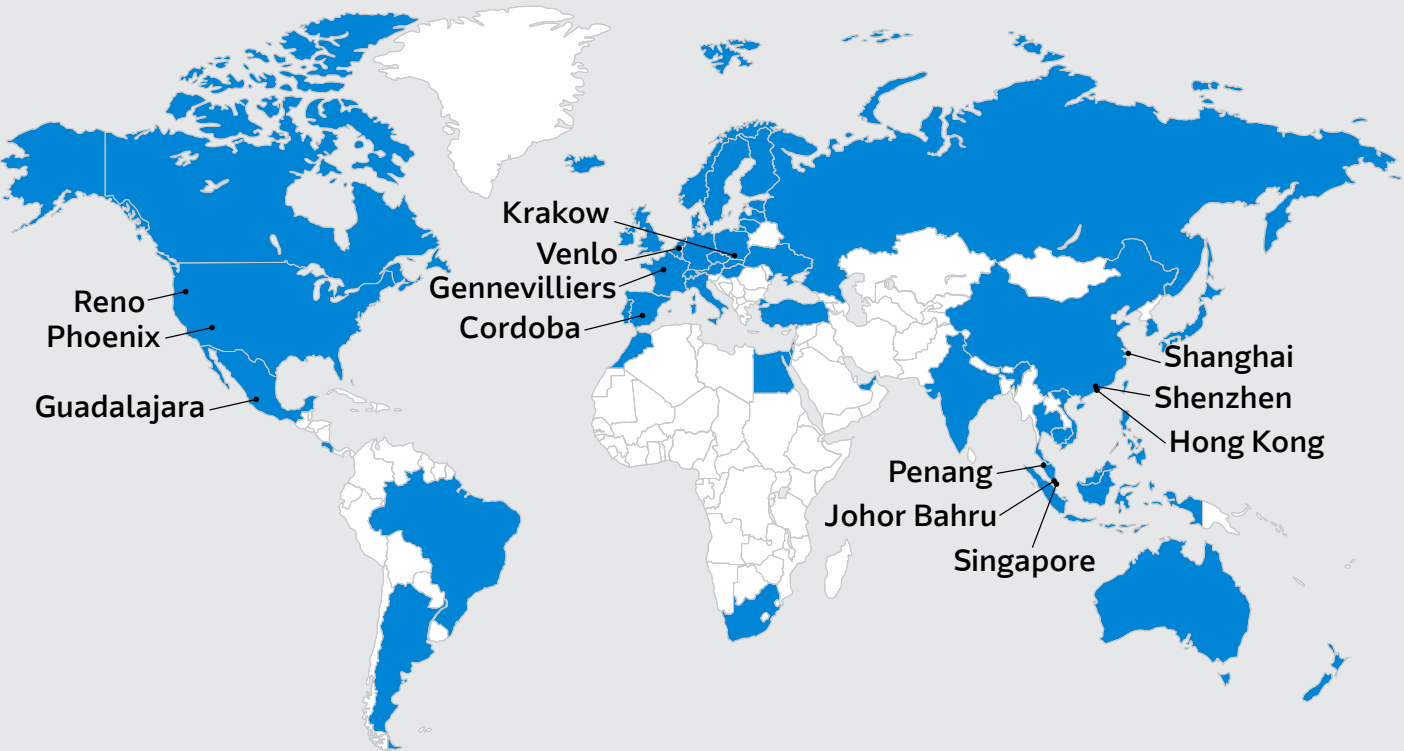 Krakow
Venlo
Gennevilliers
Cordoba
Reno
Phoenix
Guadalajara
Shanghai
Shenzhen
Hong Kong
Penang
Johor Bahru
Singapore